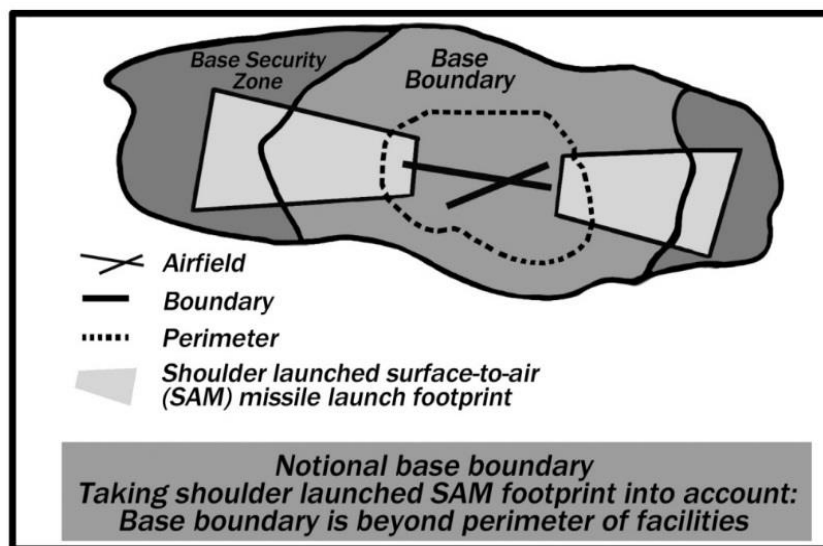 Base Security
Zone
Base
Boundary
Airfield
Boundary
Perimeter
Shoulder launched surface-to-air
(SAM) missile launch footprint
Notional base boundary
Taking shoulder launched SAM footprint into account:
Base boundary is beyond perimeter of facilities